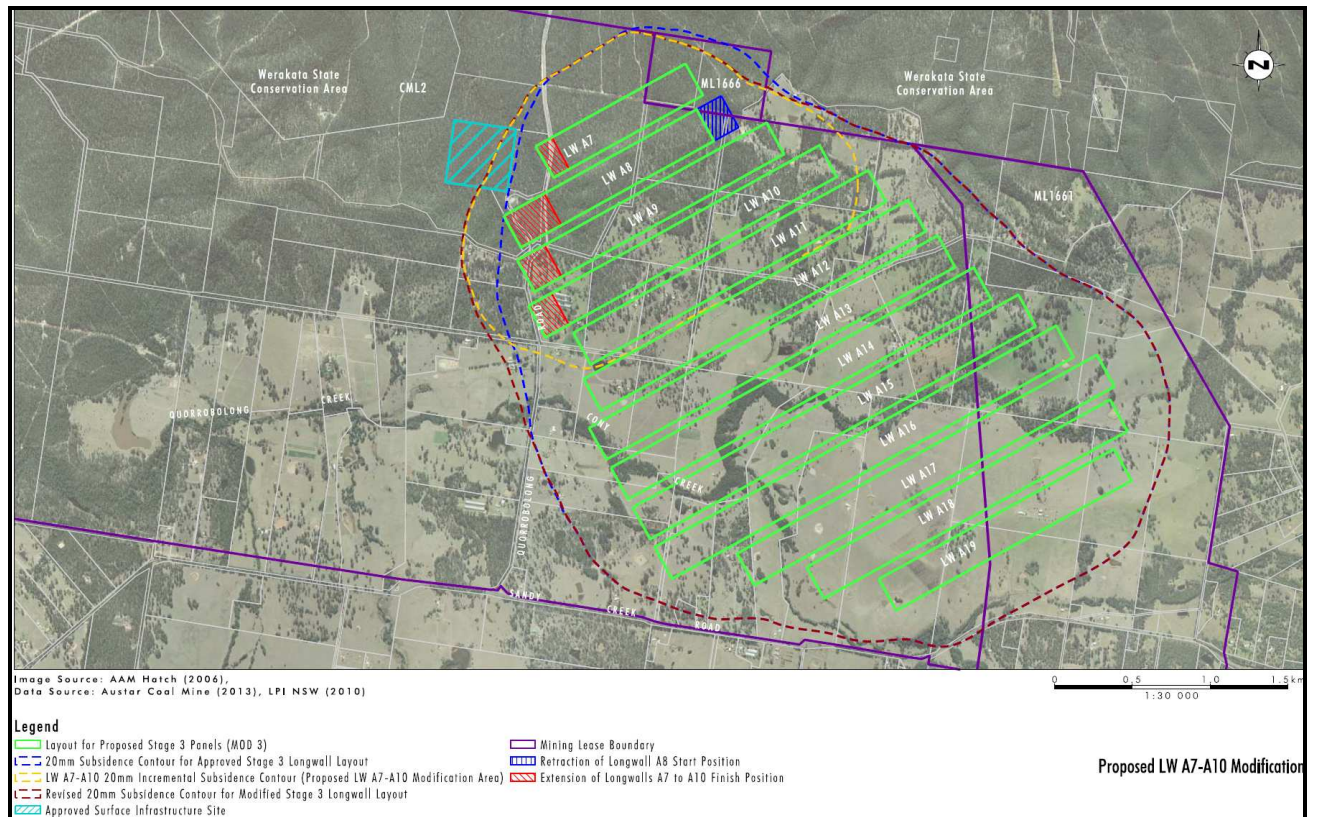 Werakata State
Conservation Area
CML2
ML1666
Werakata State
Conservation Area
N
ML1661
LW A7
LW A8
LW A9
LW A10
LW A11
LW A12
LW A13
LW A14
LW A15
LW A16
LW A17
LW A18
LW A19
ROAD
QUORROBOLONG
CREEK
CONY
CREEK
QUORROBOLONG
SANDY
CREEK
ROAD
Image Source: AAM Hatch (2006),
Data Source: Austar Coal Mine (2013), LPI NSW (2010)
0 0,5 1,0 1.5km
1:30 000
Legend
Layout for Proposed Stage 3 Panels (MOD 3)
20mm Subsidence Contour for Approved Stage 3 Longwall Layout
LW A7-A10 20mm Incremental Subsidence Contour (Proposed LW A7-A10 Modification Area)
Revised 20mm Subsidence Contour for Modified Stage 3 Longwall Layout
Approved Surface Infrastructure Site
Mining Lease Boundary
Retraction of Longwall A8 Start Position
Extension of Longwalls A7 to A10 Finish Position
Proposed LW A7-A10 Modification